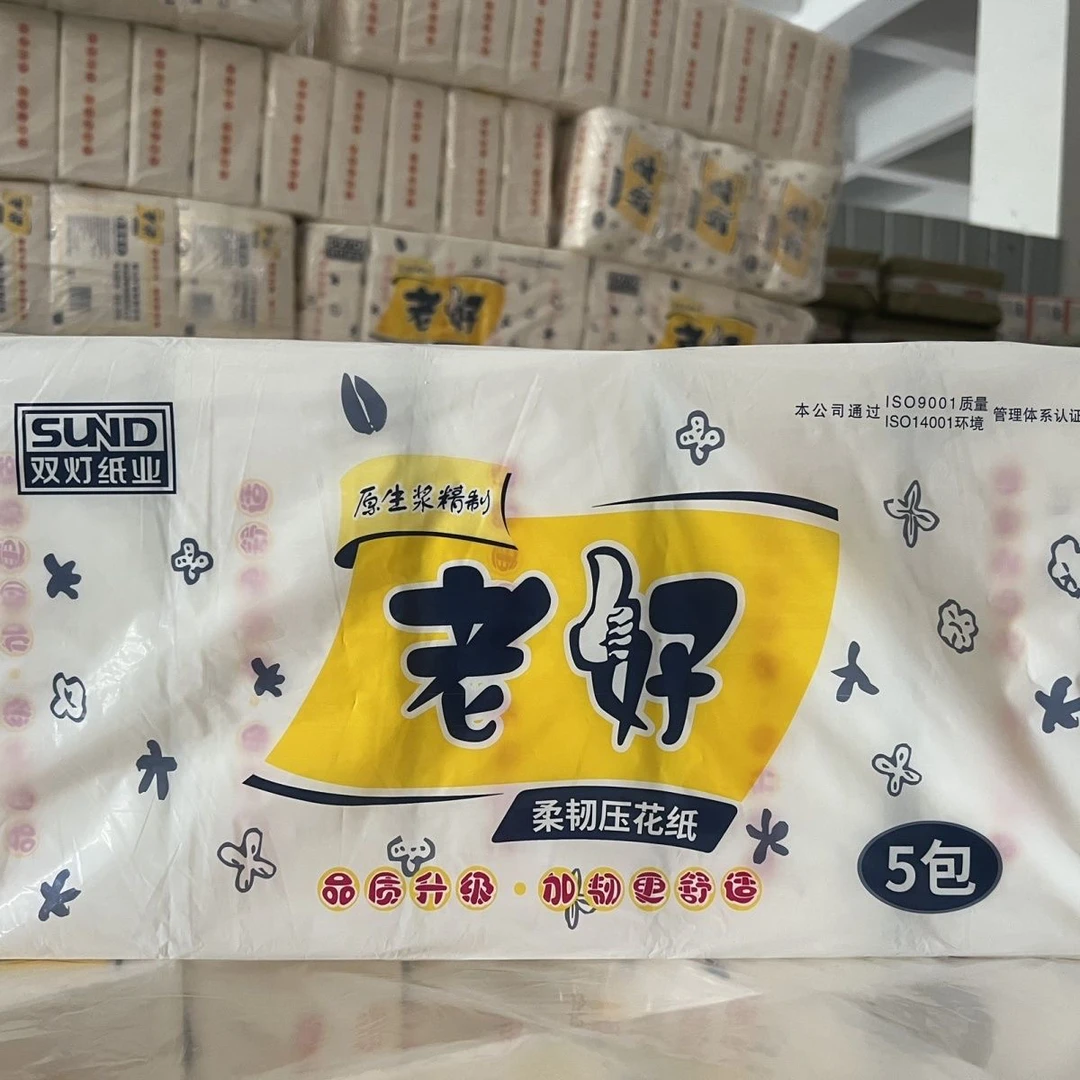 老好
SUND
双灯纸业
本公司通过 ISO9001质量 管理体系认证
ISO14001环境
原生浆精制
老好
柔韧压花纸
5包
品质升级·加韧更舒适